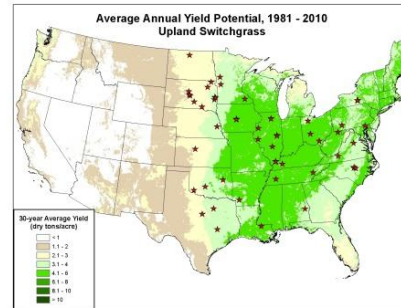 Average Annual Yield Potential, 1981 - 2010
Upland Switchgrass
30-year Average Yield
(dry tons/acre)
< 1
1.1 - 2
2.1 - 3
3.1 - 4
4.1 - 6
6.1 - 8
8.1 - 10
> 10